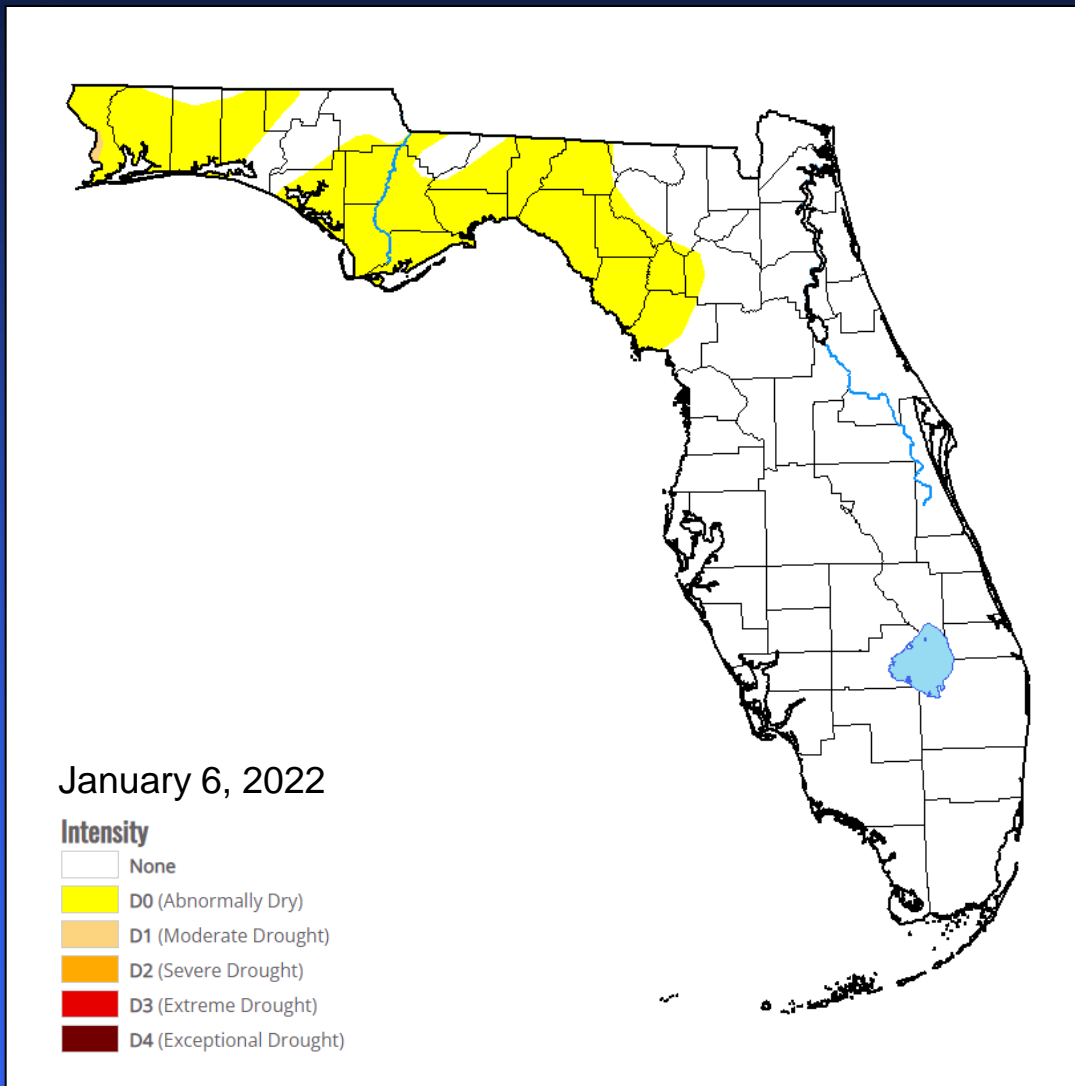 January 6, 2022
Intensity
None
D0 (Abnormally Dry)
D1 (Moderate Drought)
D2 (Severe Drought)
D3 (Extreme Drought)
D4 (Exceptional Drought)